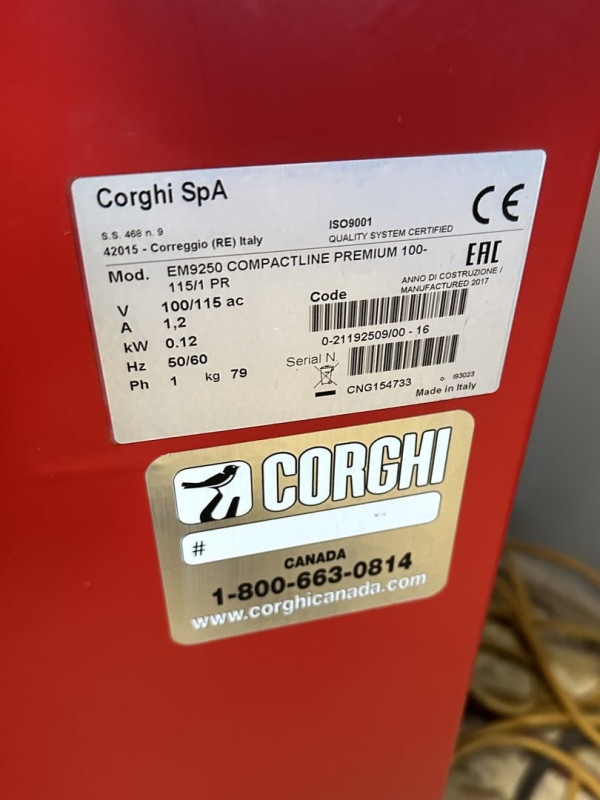 Corghi SpA
S.S. 468 n. 9
42015 - Correggio (RE) Italy
ISO9001
QUALITY SYSTEM CERTIFIED
CE
EAC
Mod. EM9250 COMPACTLINE PREMIUM 100-
115/1 PR
ANNO DI COSTRUZIONE /
MANUFACTURED 2017
V 100/115 ac
A 1,2
kW 0.12
Hz 50/60
Ph 1 kg 79
Code
0-21192509/00 - 16
Serial N.
CNG154733
D. I93023
Made in Italy
CORGHI
#
CANADA
1-800-663-0814
www.corghicanada.com